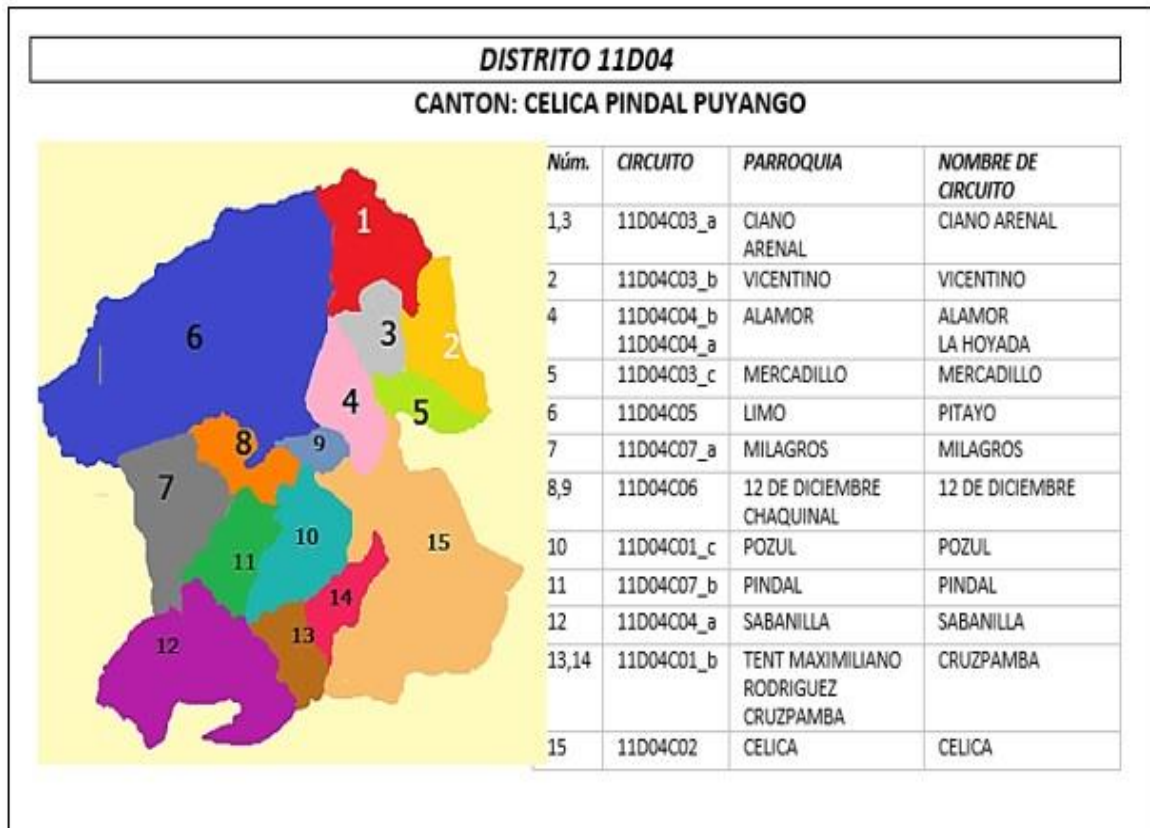 DISTRITO 11D04
CANTON: CELICA PINDAL PUYANGO
1
2
3
4
5
6
7
8
9
10
11
12
13
14
15
Núm. CIRCUITO PARROQUIA NOMBRE DE
CIRCUITO
1,3 11D04C03_a CIANO CIANO ARENAL
ARENAL
2 11D04C03_b VICENTINO VICENTINO
4 11D04C04_b ALAMOR ALAMOR
11D04C04_a LA HOYADA
5 11D04C03_c MERCADILLO MERCADILLO
6 11D04C05 LIMO PITAYO
7 11D04C07_a MILAGROS MILAGROS
8,9 11D04C06 12 DE DICIEMBRE 12 DE DICIEMBRE
CHAQUINAL
10 11D04C01_c POZUL POZUL
11 11D04C07_b PINDAL PINDAL
12 11D04C04_a SABANILLA SABANILLA
13,14 11D04C01_b TENT MAXIMILIANO CRUZPAMBA
RODRIGUEZ
CRUZPAMBA
15 11D04C02 CELICA CELICA